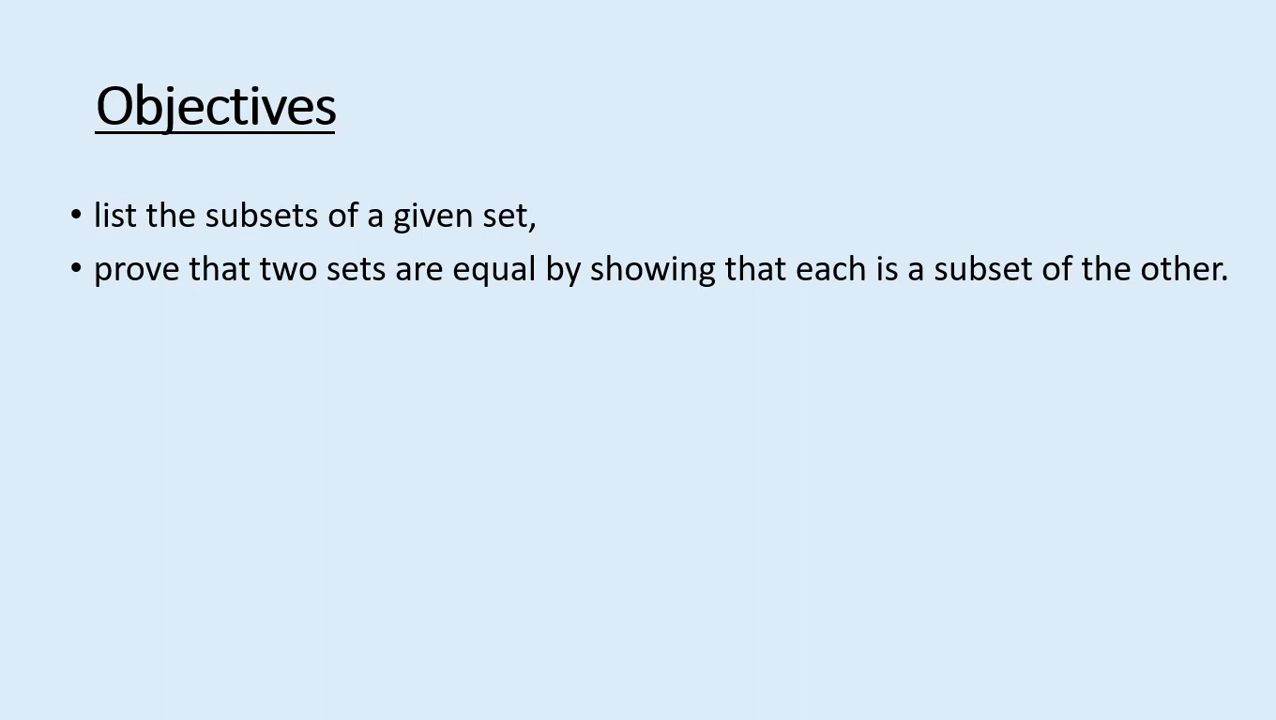 Objectives
• list the subsets of a given set,
• prove that two sets are equal by showing that each is a subset of the other.